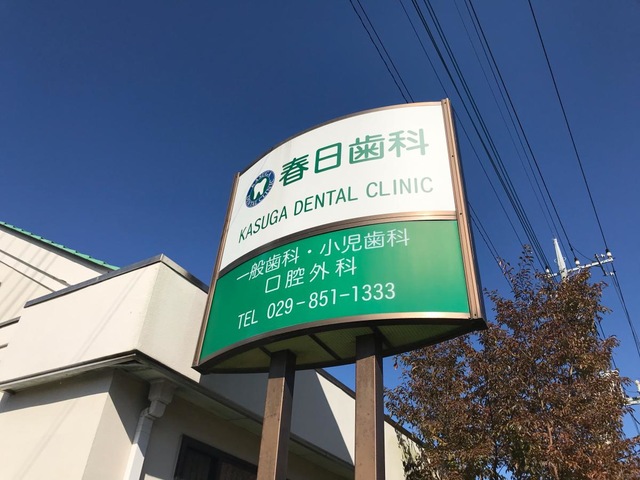 春日歯科
KASUGA DENTAL CLINIC
一般歯科・小児歯科
口腔外科
TEL 029-851-1333